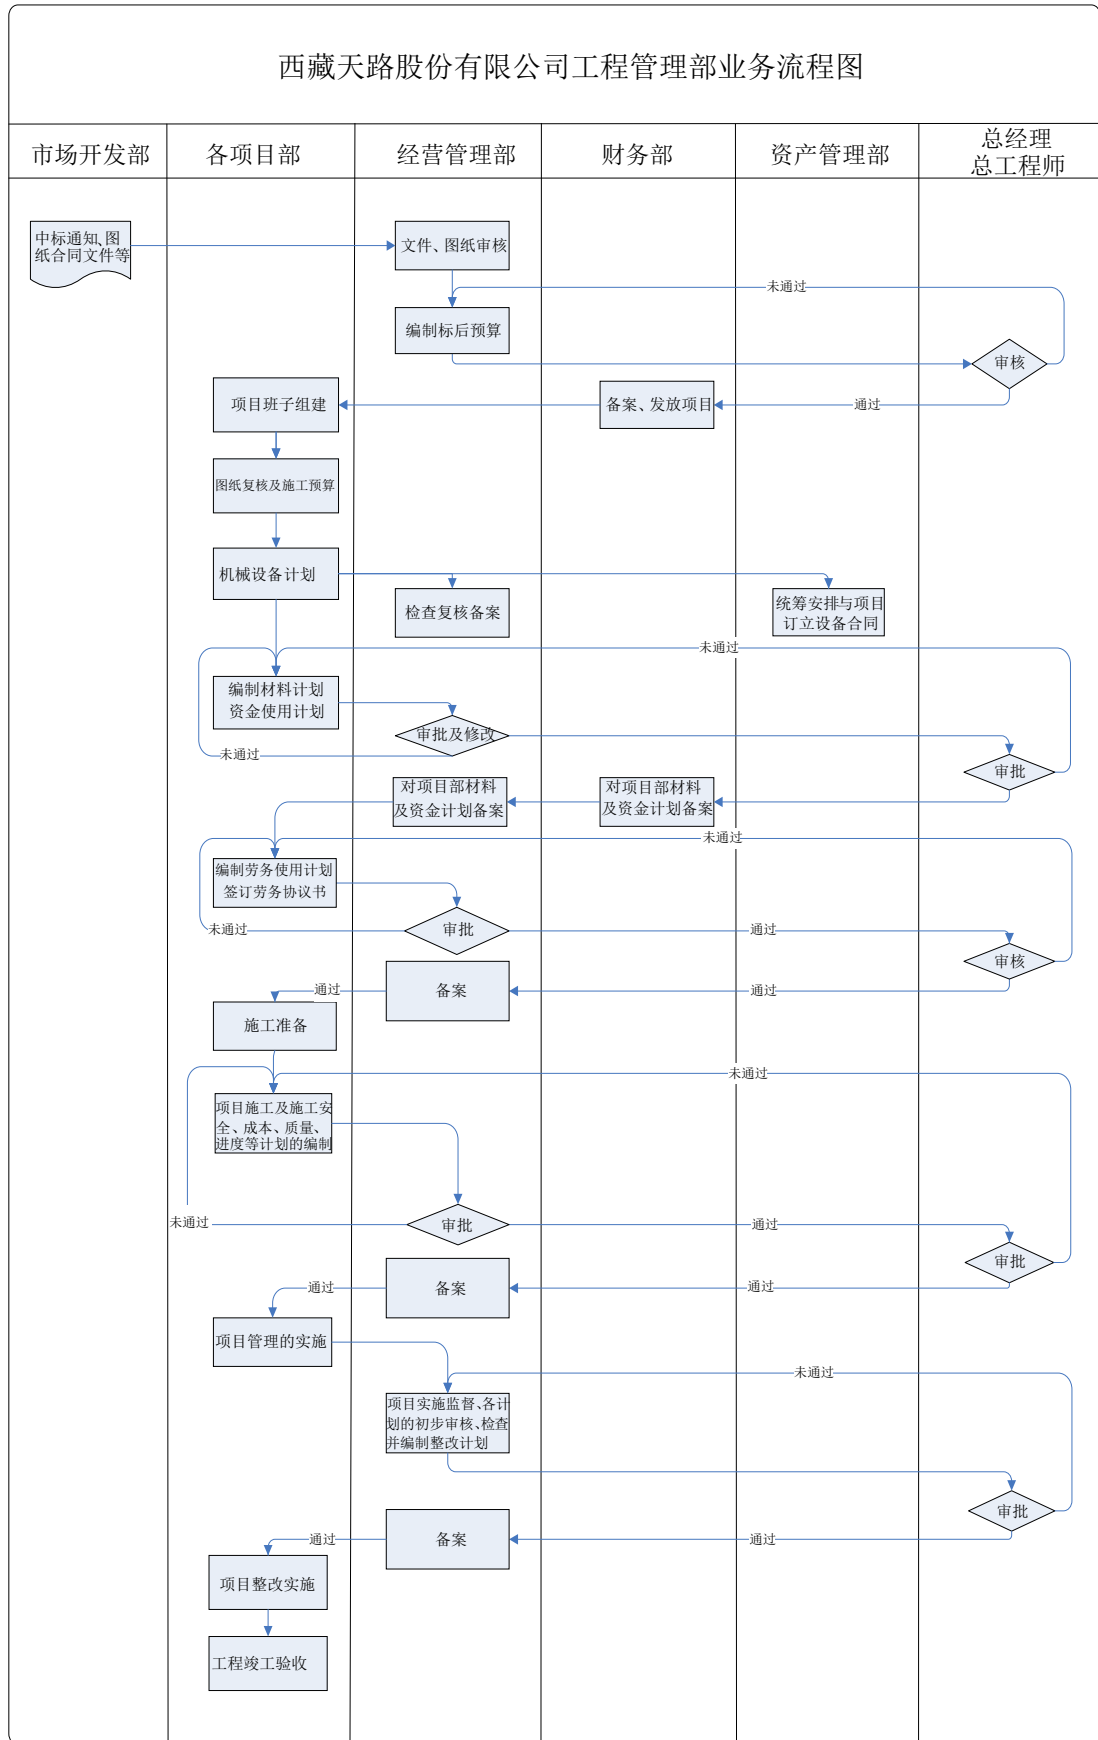 西藏天路股份有限公司工程管理部业务流程图
市场开发部
各项目部
经营管理部
财务部
资产管理部
总经理
总工程师
中标通知、图
纸合同文件等
文件、图纸审核
未通过
编制标后预算
审核
项目班子组建
备案、发放项目
通过
图纸复核及施工预算
机械设备计划
检查复核备案
统筹安排与项目
订立设备合同
未通过
编制材料计划
资金使用计划
审批及修改
未通过
审批
对项目部材料
及资金计划备案
对项目部材料
及资金计划备案
未通过
编制劳务使用计划
签订劳务协议书
未通过
审批
通过
审核
通过
备案
通过
施工准备
未通过
项目施工及施工安
全、成本、质量、
进度等计划的编制
未通过
审批
通过
审批
通过
备案
通过
项目管理的实施
未通过
项目实施监督、各计
划的初步审核、检查
并编制整改计划
审批
通过
备案
通过
项目整改实施
工程竣工验收